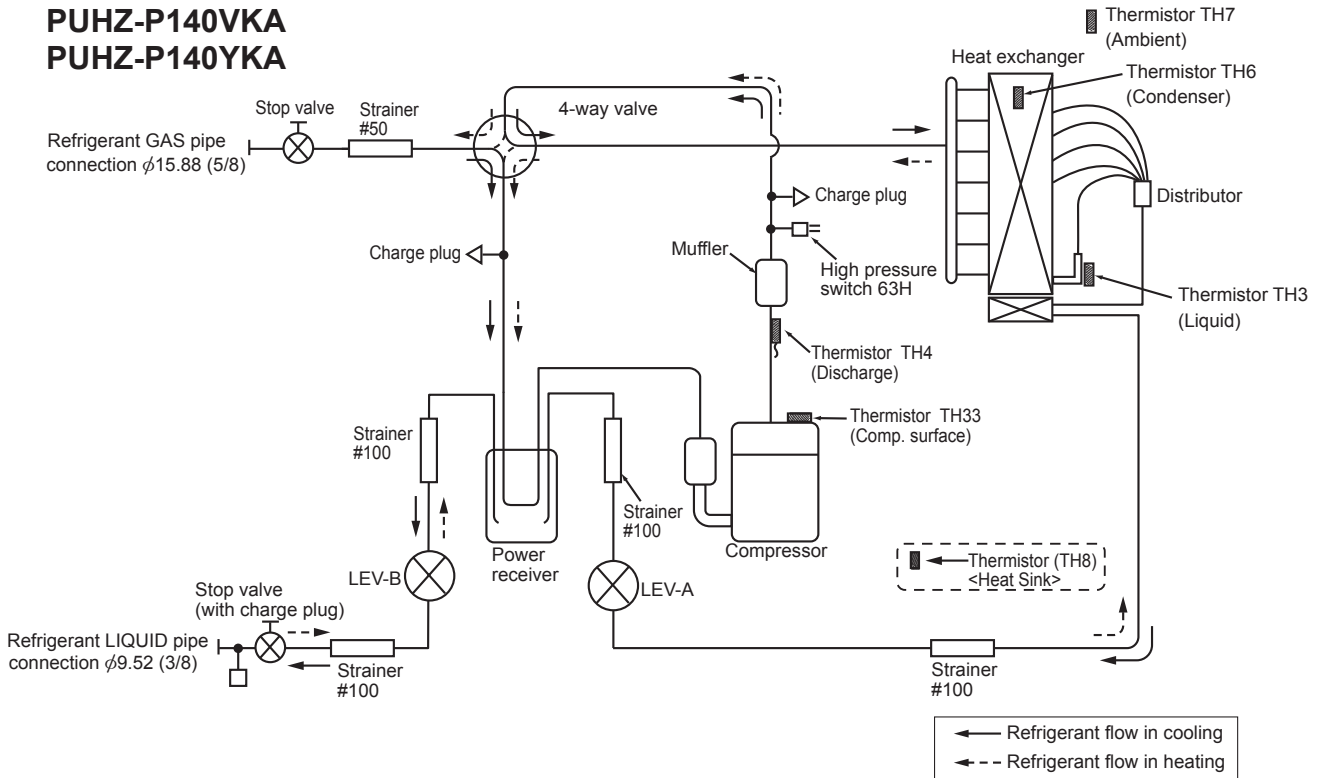 PUHZ-P140VKA
PUHZ-P140YKA
Thermistor TH7
(Ambient)
Heat exchanger
Thermistor TH6
(Condenser)
Stop valve
Strainer
#50
4-way valve
Refrigerant GAS pipe
connection ϕ15.88 (5/8)
Charge plug
Distributor
Charge plug
Muffler
High pressure
switch 63H
Thermistor TH3
(Liquid)
Thermistor TH4
(Discharge)
Thermistor TH33
(Comp. surface)
Strainer
#100
Strainer
#100
Power
receiver
Compressor
Thermistor (TH8)
<Heat Sink>
LEV-B
LEV-A
Stop valve
(with charge plug)
Refrigerant LIQUID pipe
connection ϕ9.52 (3/8)
Strainer
#100
Strainer
#100
Refrigerant flow in cooling
Refrigerant flow in heating